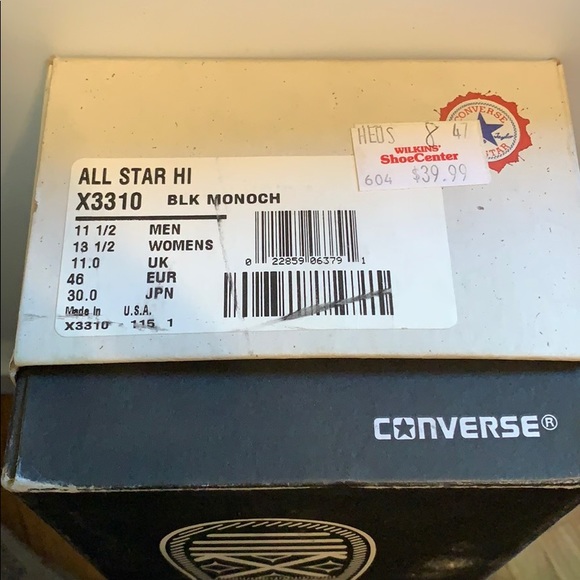 CONVERSE
STAR
HEDS 8 47
WILKINS'
ShoeCenter
604 $39.99
ALL STAR HI
X3310 BLK MONOCH
11 1/2 MEN
13 1/2 WOMENS
11.0 UK
46 EUR
30.0 JPN
Made In U.S.A.
X3310 - 115 1
0 22859 06379 1
CONVERSE®